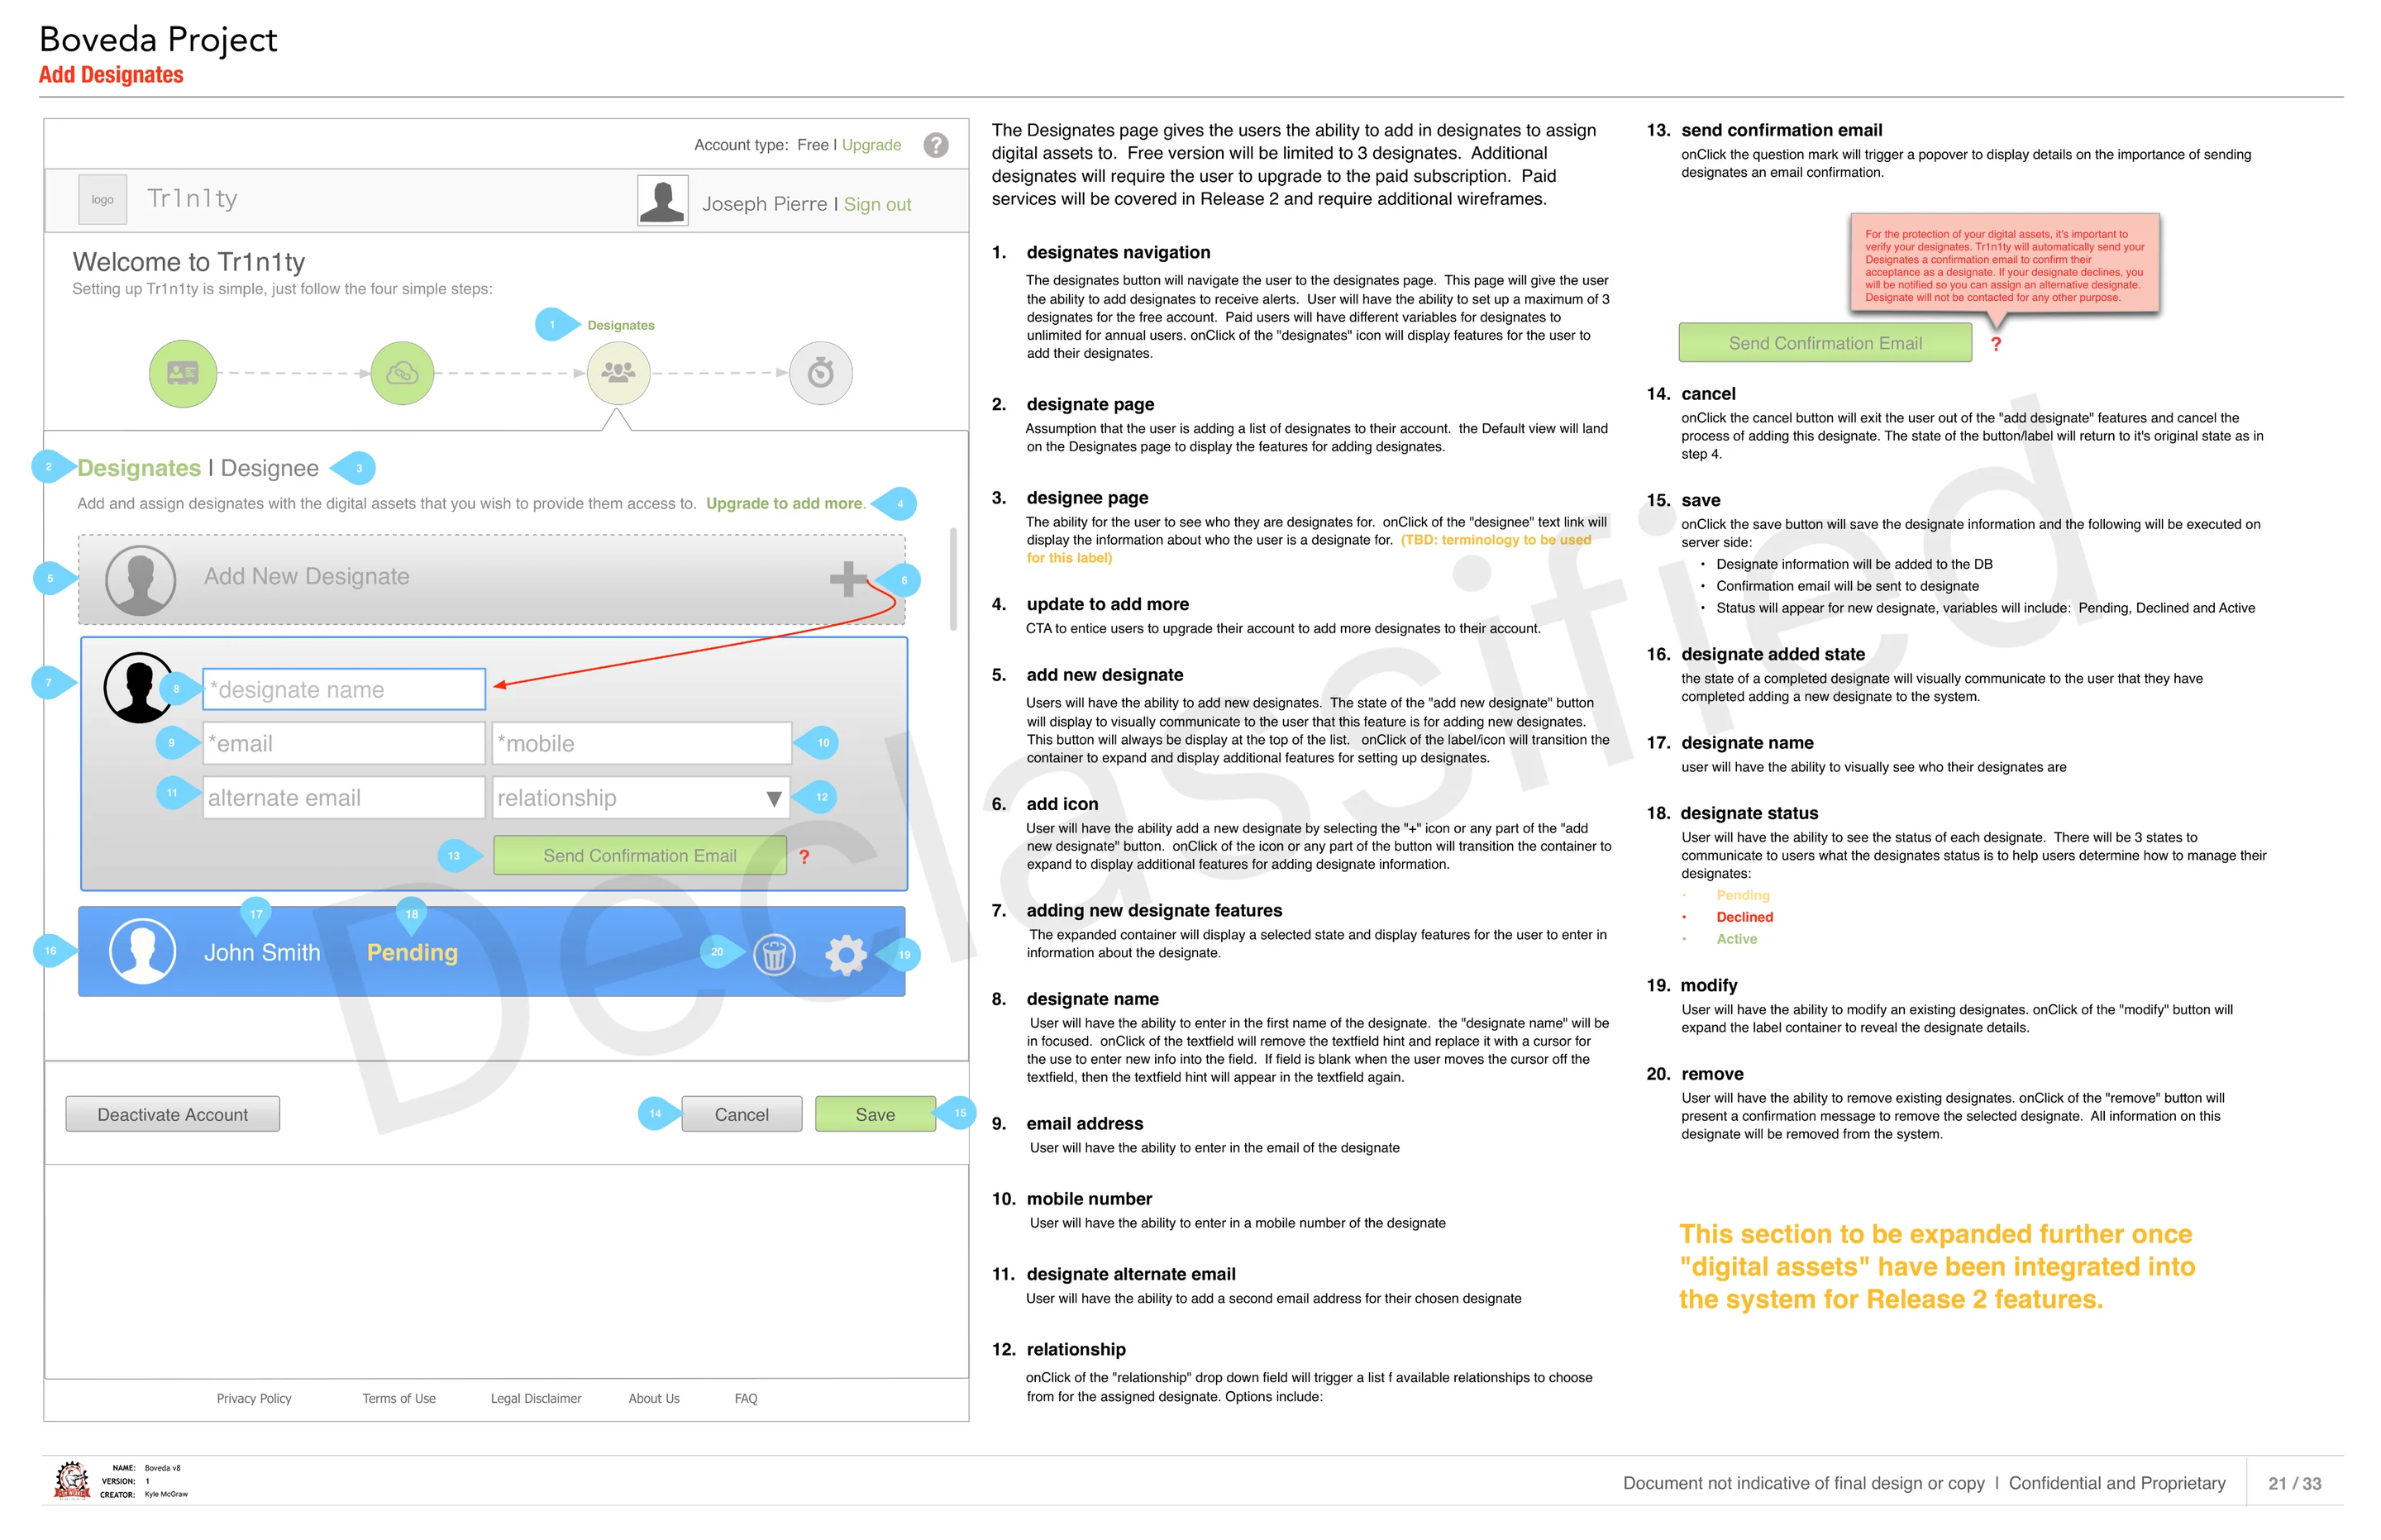 Boveda Project
Add Designates
Account type:  Free | Upgrade
?
logo
Tr1n1ty
Joseph Pierre | Sign out
Welcome to Tr1n1ty
Setting up Tr1n1ty is simple, just follow the four simple steps:
1
Designates
2
Designates | Designee
3
Add and assign designates with the digital assets that you wish to provide them access to.  Upgrade to add more.
4
5
Add New Designate
6
7
8
*designate name
9
*email
*mobile
10
11
alternate email
relationship
12
13
Send Confirmation Email
?
17
18
16
John Smith
Pending
20
19
Deactivate Account
14
Cancel
Save
15
Privacy Policy
Terms of Use
Legal Disclaimer
About Us
FAQ
The Designates page gives the users the ability to add in designates to assign
digital assets to.  Free version will be limited to 3 designates.  Additional
designates will require the user to upgrade to the paid subscription.  Paid
services will be covered in Release 2 and require additional wireframes.
1. designates navigation
The designates button will navigate the user to the designates page.  This page will give the user
the ability to add designates to receive alerts.  User will have the ability to set up a maximum of 3
designates for the free account.  Paid users will have different variables for designates to
unlimited for annual users. onClick of the "designates" icon will display features for the user to
add their designates.
2. designate page
Assumption that the user is adding a list of designates to their account.  the Default view will land
on the Designates page to display the features for adding designates.
3. designee page
The ability for the user to see who they are designates for.  onClick of the "designee" text link will
display the information about who the user is a designate for.  (TBD: terminology to be used
for this label)
4. update to add more
CTA to entice users to upgrade their account to add more designates to their account.
5. add new designate
Users will have the ability to add new designates.  The state of the "add new designate" button
will display to visually communicate to the user that this feature is for adding new designates.
This button will always be display at the top of the list.   onClick of the label/icon will transition the
container to expand and display additional features for setting up designates.
6. add icon
User will have the ability add a new designate by selecting the "+" icon or any part of the "add
new designate" button.  onClick of the icon or any part of the button will transition the container to
expand to display additional features for adding designate information.
7. adding new designate features
The expanded container will display a selected state and display features for the user to enter in
information about the designate.
8. designate name
User will have the ability to enter in the first name of the designate.  the "designate name" will be
in focused.  onClick of the textfield will remove the textfield hint and replace it with a cursor for
the use to enter new info into the field.  If field is blank when the user moves the cursor off the
textfield, then the textfield hint will appear in the textfield again.
9. email address
User will have the ability to enter in the email of the designate
10. mobile number
User will have the ability to enter in a mobile number of the designate
11. designate alternate email
User will have the ability to add a second email address for their chosen designate
12. relationship
onClick of the "relationship" drop down field will trigger a list f available relationships to choose
from for the assigned designate. Options include:
13. send confirmation email
onClick the question mark will trigger a popover to display details on the importance of sending
designates an email confirmation.
For the protection of your digital assets, it's important to
verify your designates. Tr1n1ty will automatically send your
Designates a confirmation email to confirm their
acceptance as a designate. If your designate declines, you
will be notified so you can assign an alternative designate.
Designate will not be contacted for any other purpose.
Send Confirmation Email
?
14. cancel
onClick the cancel button will exit the user out of the "add designate" features and cancel the
process of adding this designate. The state of the button/label will return to it's original state as in
step 4.
15. save
onClick the save button will save the designate information and the following will be executed on
server side:
• Designate information will be added to the DB
• Confirmation email will be sent to designate
• Status will appear for new designate, variables will include:  Pending, Declined and Active
16. designate added state
the state of a completed designate will visually communicate to the user that they have
completed adding a new designate to the system.
17. designate name
user will have the ability to visually see who their designates are
18. designate status
User will have the ability to see the status of each designate.  There will be 3 states to
communicate to users what the designates status is to help users determine how to manage their
designates:
• Pending
• Declined
• Active
19. modify
User will have the ability to modify an existing designates. onClick of the "modify" button will
expand the label container to reveal the designate details.
20. remove
User will have the ability to remove existing designates. onClick of the "remove" button will
present a confirmation message to remove the selected designate.  All information on this
designate will be removed from the system.
This section to be expanded further once
"digital assets" have been integrated into
the system for Release 2 features.
Declassified
NAME: Boveda v8
VERSION: 1
CREATOR: Kyle McGraw
Document not indicative of final design or copy  |  Confidential and Proprietary
21 / 33